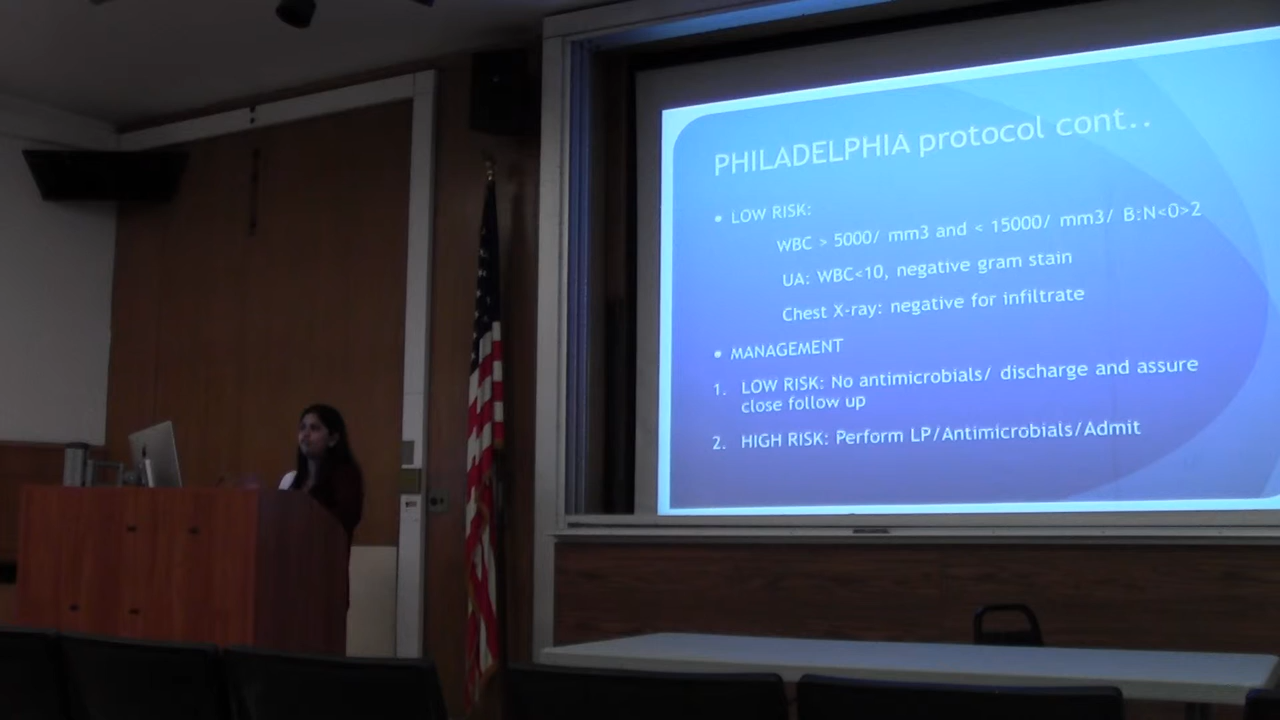 PHILADELPHIA protocol cont..
• LOW RISK:
WBC > 5000/ mm3 and < 15000/ mm3/ B:N<0>2
UA: WBC<10, negative gram stain
Chest X-ray: negative for infiltrate
• MANAGEMENT
1. LOW RISK: No antimicrobials/ discharge and assure
close follow up
2. HIGH RISK: Perform LP/Antimicrobials/Admit